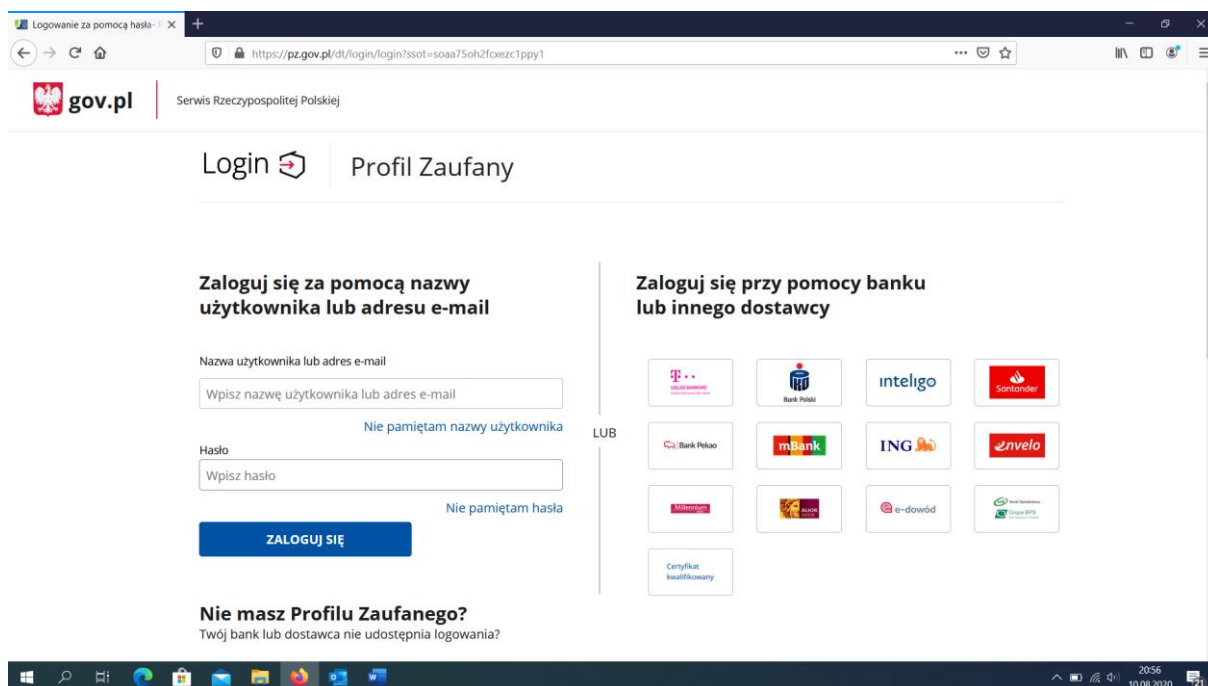 Logowanie za pomocą hasła- P
https://pz.gov.pl/dt/login/login?ssot=soaa75oh2fcxezc1ppy1
gov.pl
Serwis Rzeczypospolitej Polskiej
Login
Profil Zaufany
Zaloguj się za pomocą nazwy
użytkownika lub adresu e-mail
Nazwa użytkownika lub adres e-mail
Wpisz nazwę użytkownika lub adres e-mail
Nie pamiętam nazwy użytkownika
Hasło
Wpisz hasło
Nie pamiętam hasła
ZALOGUJ SIĘ
LUB
Zaloguj się przy pomocy banku
lub innego dostawcy
T
USŁUGI BANKOWE
Bank Polski
inteligo
Santander
Bank Pekao
mBank
ING
envelo
Millennium
ALIOR
BANK
e-dowód
Banki Spółdzielcze
Grupa BPS
Certyfikat
kwalifikowany
Nie masz Profilu Zaufanego?
Twój bank lub dostawca nie udostępnia logowania?
20:56
10.08.2020
21